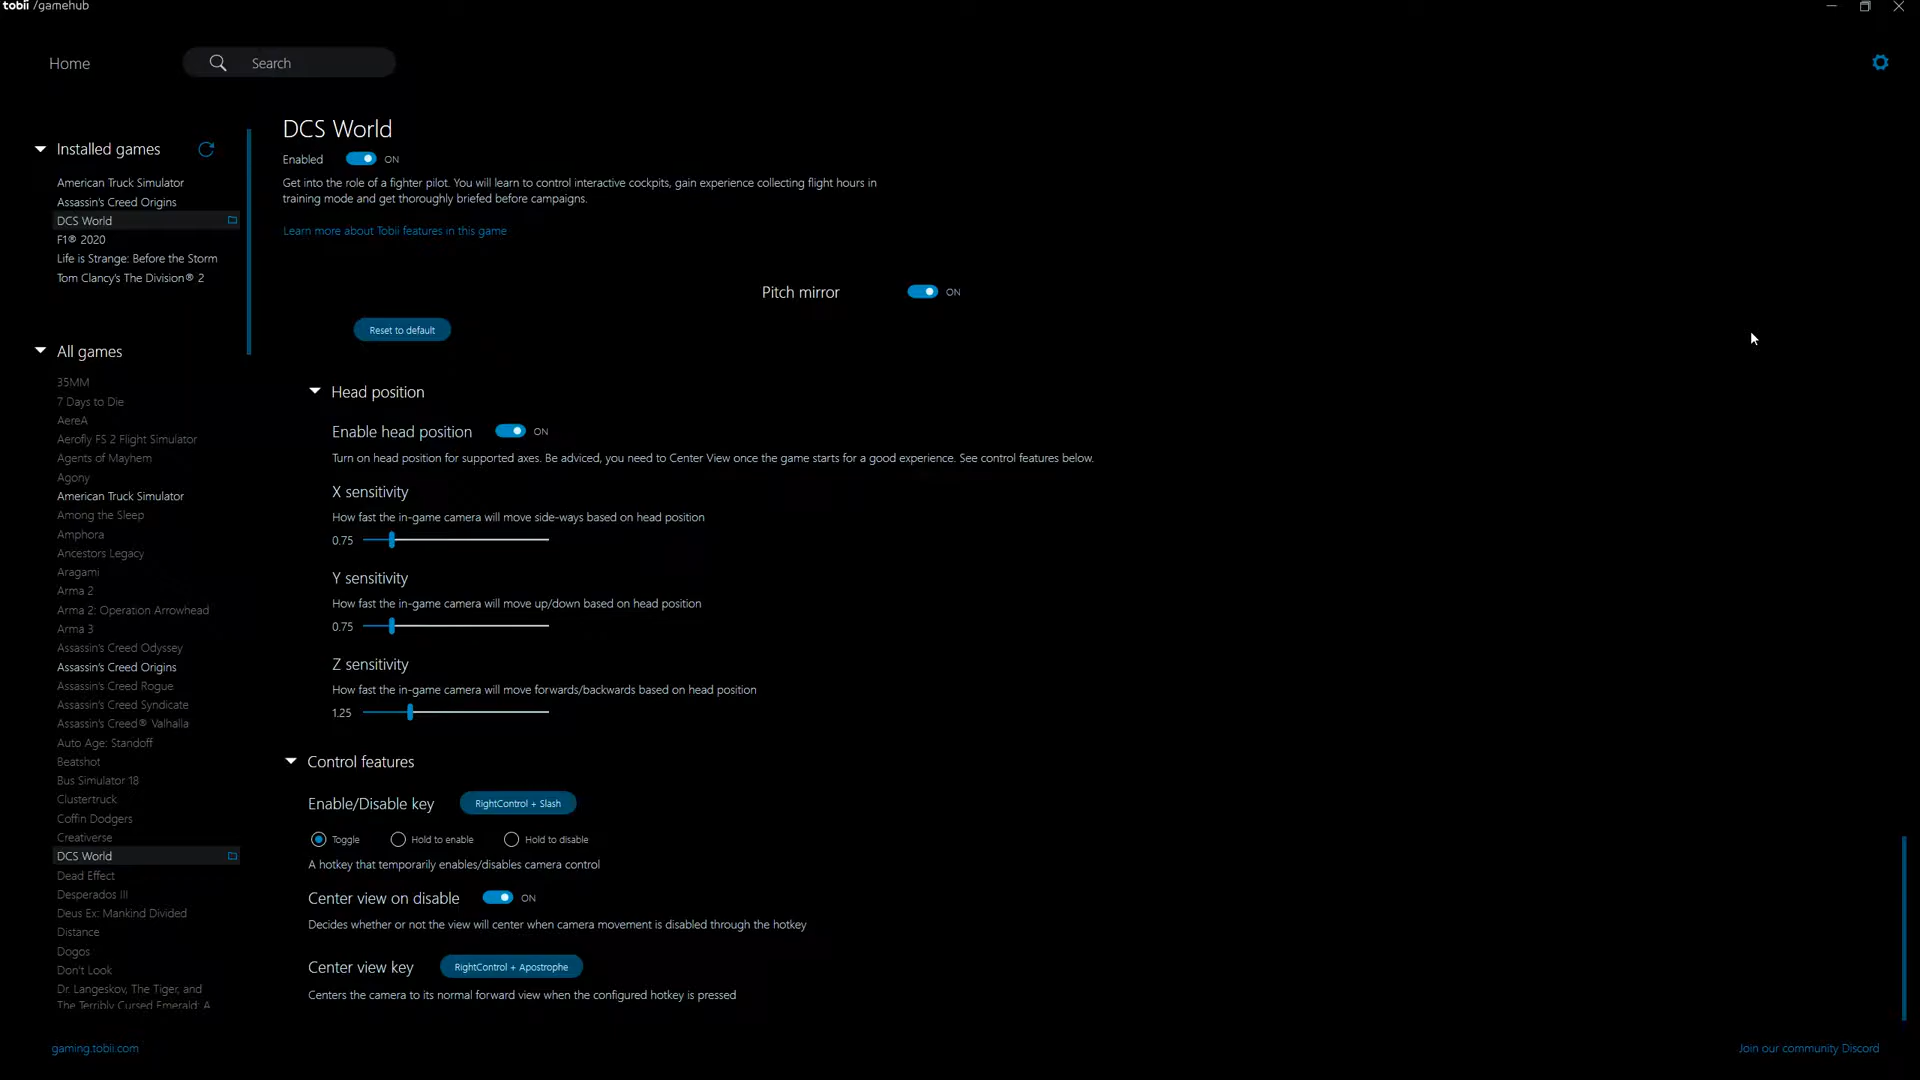 tobii /gamehub
Home
Search
Installed games
American Truck Simulator
Assassin's Creed Origins
DCS World
F1® 2020
Life is Strange: Before the Storm
Tom Clancy's The Division® 2
All games
35MM
7 Days to Die
AereA
Aerofly FS 2 Flight Simulator
Agents of Mayhem
Agony
American Truck Simulator
Among the Sleep
Amphora
Ancestors Legacy
Aragami
Arma 2
Arma 2: Operation Arrowhead
Arma 3
Assassin's Creed Odyssey
Assassin's Creed Origins
Assassin's Creed Rogue
Assassin's Creed Syndicate
Assassin's Creed® Valhalla
Auto Age: Standoff
Beatshot
Bus Simulator 18
Clustertruck
Coffin Dodgers
Creativerse
DCS World
Dead Effect
Desperados III
Deus Ex: Mankind Divided
Distance
Dogos
Don't Look
Dr. Langeskov, The Tiger, and
The Terribly Cursed Emerald: A
gaming.tobii.com
DCS World
Enabled ON
Get into the role of a fighter pilot. You will learn to control interactive cockpits, gain experience collecting flight hours in
training mode and get thoroughly briefed before campaigns.
Learn more about Tobii features in this game
Pitch mirror ON
Reset to default
Head position
Enable head position ON
Turn on head position for supported axes. Be adviced, you need to Center View once the game starts for a good experience. See control features below.
X sensitivity
How fast the in-game camera will move side-ways based on head position
0.75
Y sensitivity
How fast the in-game camera will move up/down based on head position
0.75
Z sensitivity
How fast the in-game camera will move forwards/backwards based on head position
1.25
Control features
Enable/Disable key RightControl + Slash
Toggle Hold to enable Hold to disable
A hotkey that temporarily enables/disables camera control
Center view on disable ON
Decides whether or not the view will center when camera movement is disabled through the hotkey
Center view key RightControl + Apostrophe
Centers the camera to its normal forward view when the configured hotkey is pressed
Join our community Discord